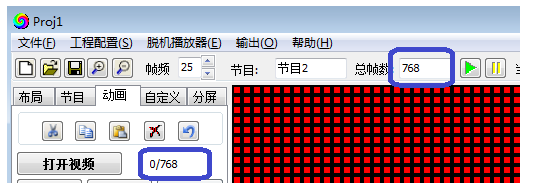 Proj1
文件(F) 工程配置(S) 脱机播放器(E) 输出(O) 帮助(H)
帧频 25 节目: 节目2 总帧数: 768
布局 节目 动画 自定义 分屏
打开视频 0/768